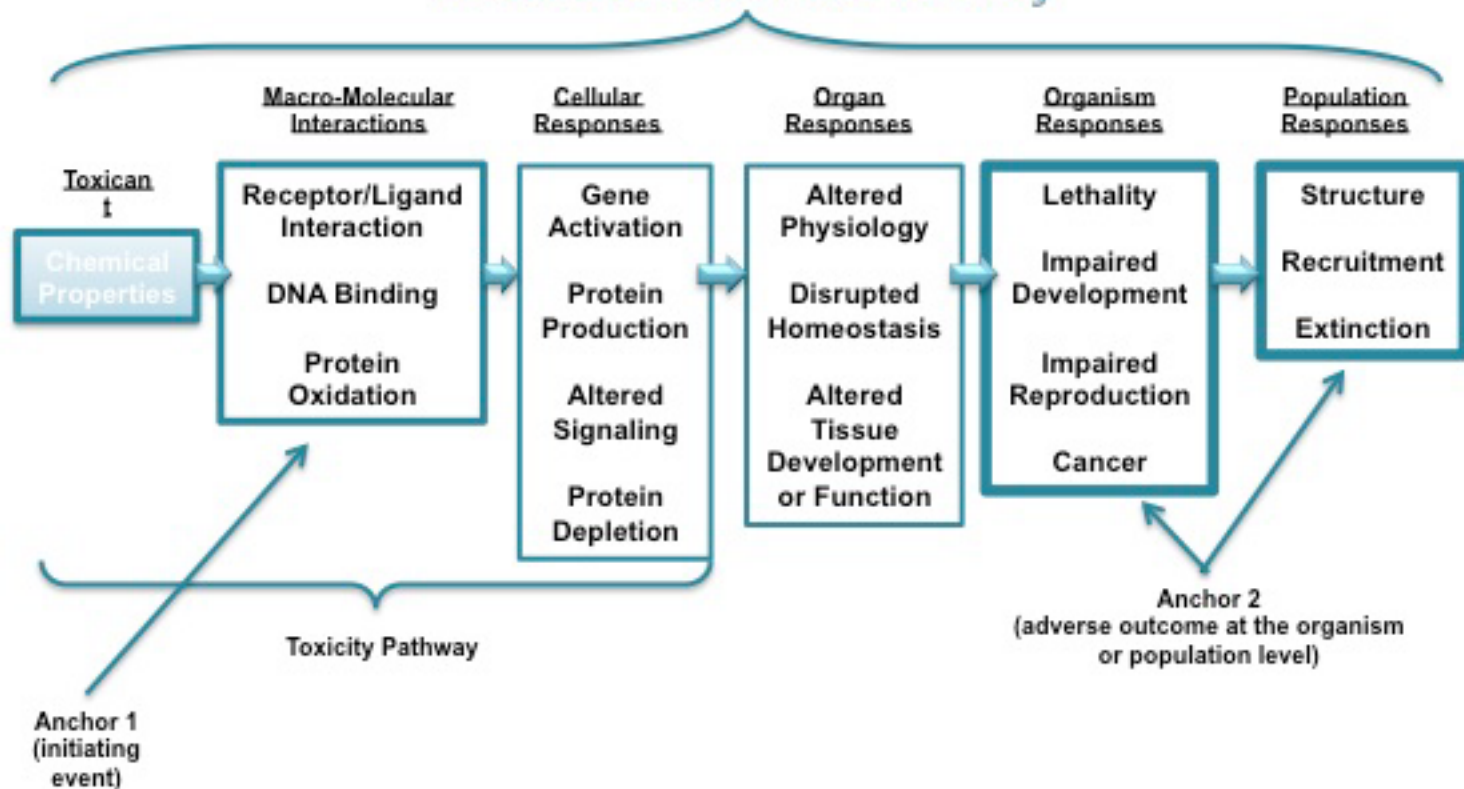 Macro-Molecular
Interactions
Cellular
Responses
Organ
Responses
Organism
Responses
Population
Responses
Toxican
t
Chemical
Properties
Receptor/Ligand
Interaction
DNA Binding
Protein
Oxidation
Gene
Activation
Protein
Production
Altered
Signaling
Protein
Depletion
Altered
Physiology
Disrupted
Homeostasis
Altered
Tissue
Development
or Function
Lethality
Impaired
Development
Impaired
Reproduction
Cancer
Structure
Recruitment
Extinction
Toxicity Pathway
Anchor 1
(initiating
event)
Anchor 2
(adverse outcome at the organism
or population level)